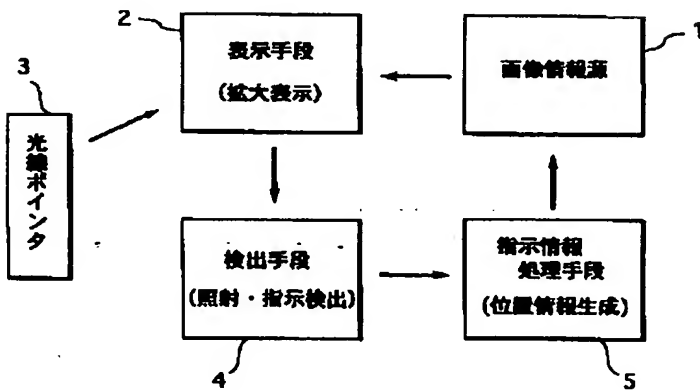 2
表示手段
(拡大表示)
1
画像情報源
3
光線ポインタ
検出手段
(照射・指示検出)
4
指示情報
処理手段
(位置情報生成)
5